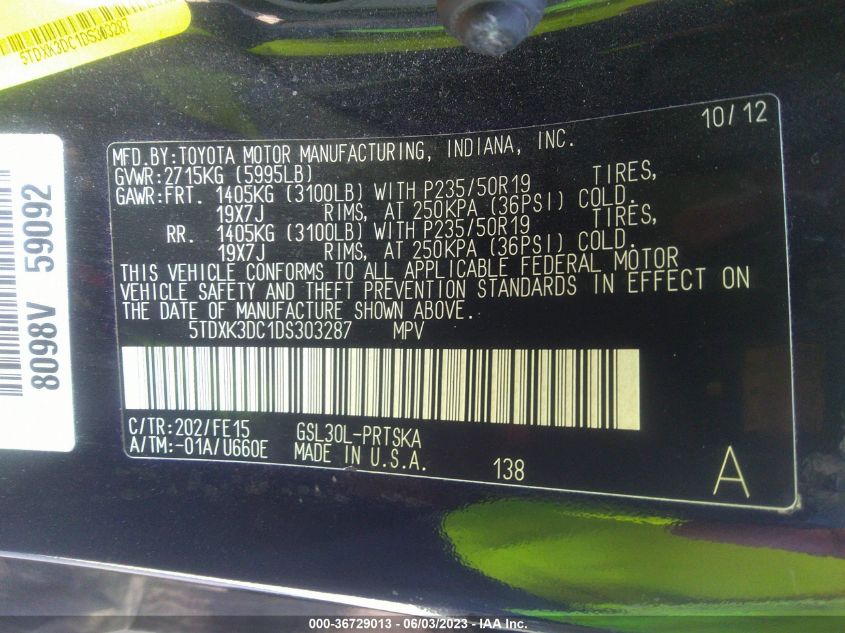 5TDXK3DC1DS303287
8098V 59092
10/12
MFD.BY:TOYOTA MOTOR MANUFACTURING, INDIANA, INC.
GVWR:2715KG (5995LB)
GAWR:FRT. 1405KG (3100LB) WITH P235/50R19 TIRES,
19X7J RIMS, AT 250KPA (36PSI) COLD.
RR. 1405KG (3100LB) WITH P235/50R19 TIRES,
19X7J RIMS, AT 250KPA (36PSI) COLD.
THIS VEHICLE CONFORMS TO ALL APPLICABLE FEDERAL MOTOR
VEHICLE SAFETY AND THEFT PREVENTION STANDARDS IN EFFECT ON
THE DATE OF MANUFACTURE SHOWN ABOVE.
5TDXK3DC1DS303287 MPV
C/TR:202/FE15 GSL30L-PRTSKA
A/TM:-01A/U660E MADE IN U.S.A.
138 A
000-36729013 - 06/03/2023 - IAA Inc.